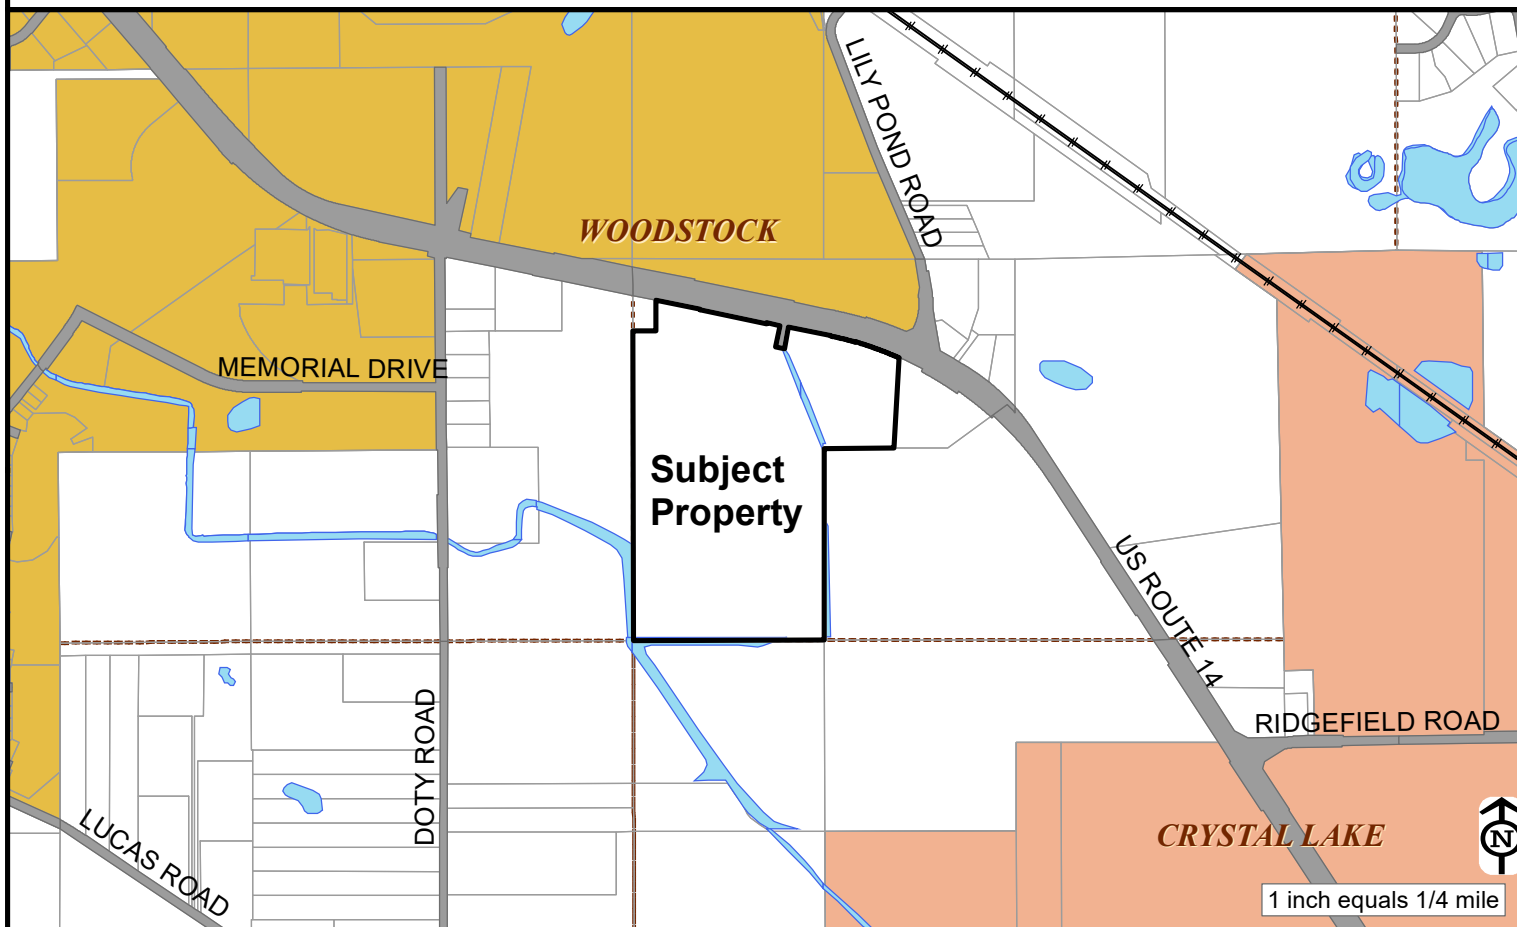 LILY POND ROAD
WOODSTOCK
MEMORIAL DRIVE
Subject
Property
US ROUTE 14
DOTY ROAD
RIDGEFIELD ROAD
LUCAS ROAD
CRYSTAL LAKE
N
1 inch equals 1/4 mile